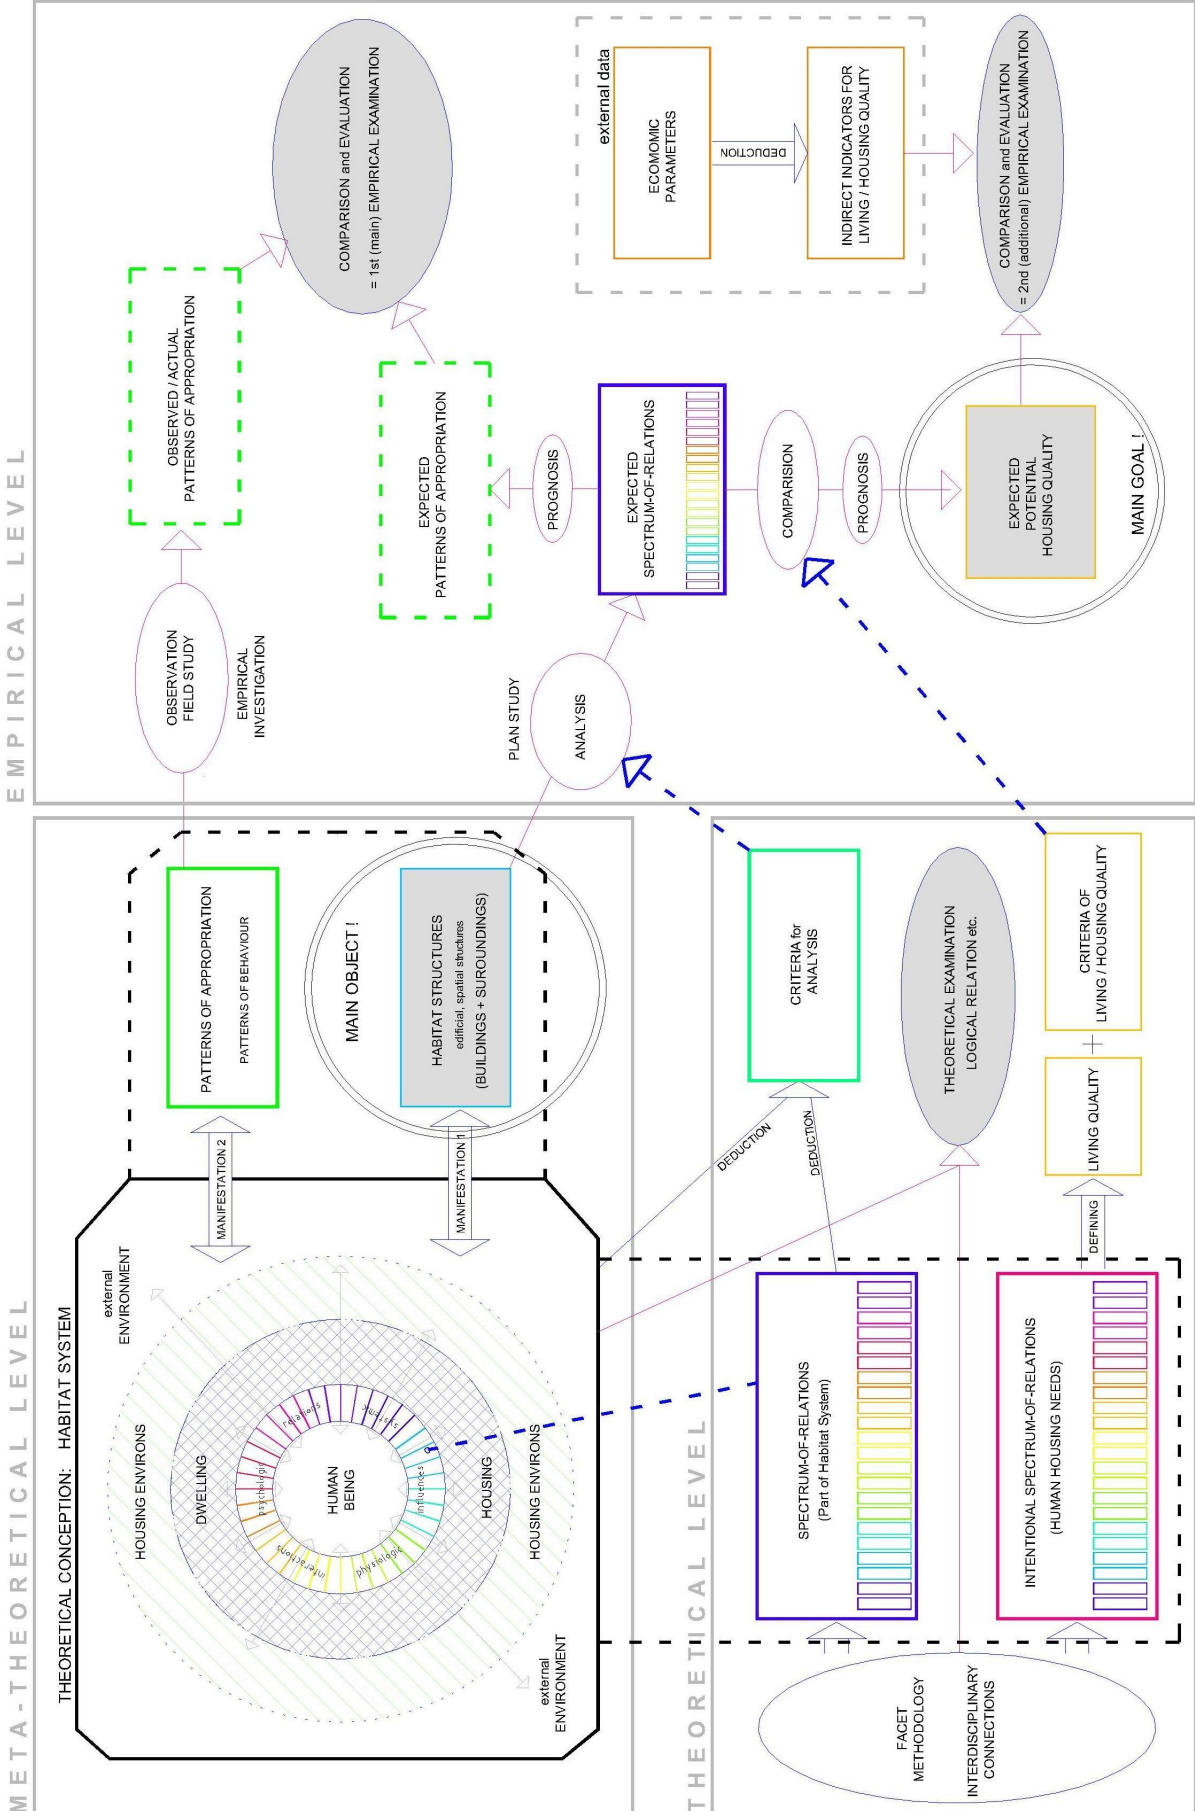 META-THEORETICAL LEVEL
THEORETICAL CONCEPTION: HABITAT SYSTEM
HOUSING ENVIRONS
external
ENVIRONMENT
DWELLING
HUMAN
BEING
relations
systemic
influences
physiologic
interactions
psychologic
HOUSING
HOUSING ENVIRONS
external
ENVIRONMENT
MANIFESTATION 2
MANIFESTATION 1
PATTERNS OF APPROPRIATION
PATTERNS OF BEHAVIOUR
MAIN OBJECT !
HABITAT STRUCTURES
edificial, spatial structures
(BUILDINGS + SUROUNDINGS)
THEORETICAL LEVEL
FACET
METHODOLOGY
INTERDISCIPLINARY
CONNECTIONS
SPECTRUM-OF-RELATIONS
(Part of Habitat System)
INTENTIONAL SPECTRUM-OF-RELATIONS
(HUMAN HOUSING NEEDS)
DEDUCTION
DEDUCTION
DEFINING
CRITERIA for
ANALYSIS
THEORETICAL EXAMINATION
LOGICAL RELATION etc.
LIVING QUALITY
+
CRITERIA OF
LIVING / HOUSING QUALITY
EMPIRICAL LEVEL
OBSERVATION
FIELD STUDY
EMPIRICAL
INVESTIGATION
OBSERVED / ACTUAL
PATTERNS OF APPROPRIATION
COMPARISON and EVALUATION
= 1st (main) EMPIRICAL EXAMINATION
EXPECTED
PATTERNS OF APPROPRIATION
PROGNOSIS
PLAN STUDY
ANALYSIS
EXPECTED
SPECTRUM-OF-RELATIONS
COMPARISION
PROGNOSIS
EXPECTED
POTENTIAL
HOUSING QUALITY
MAIN GOAL !
external data
ECOMOMIC
PARAMETERS
DEDUCTION
INDIRECT INDICATORS FOR
LIVING / HOUSING QUALITY
COMPARISON and EVALUATION
= 2nd (additional) EMPIRICAL EXAMINATION